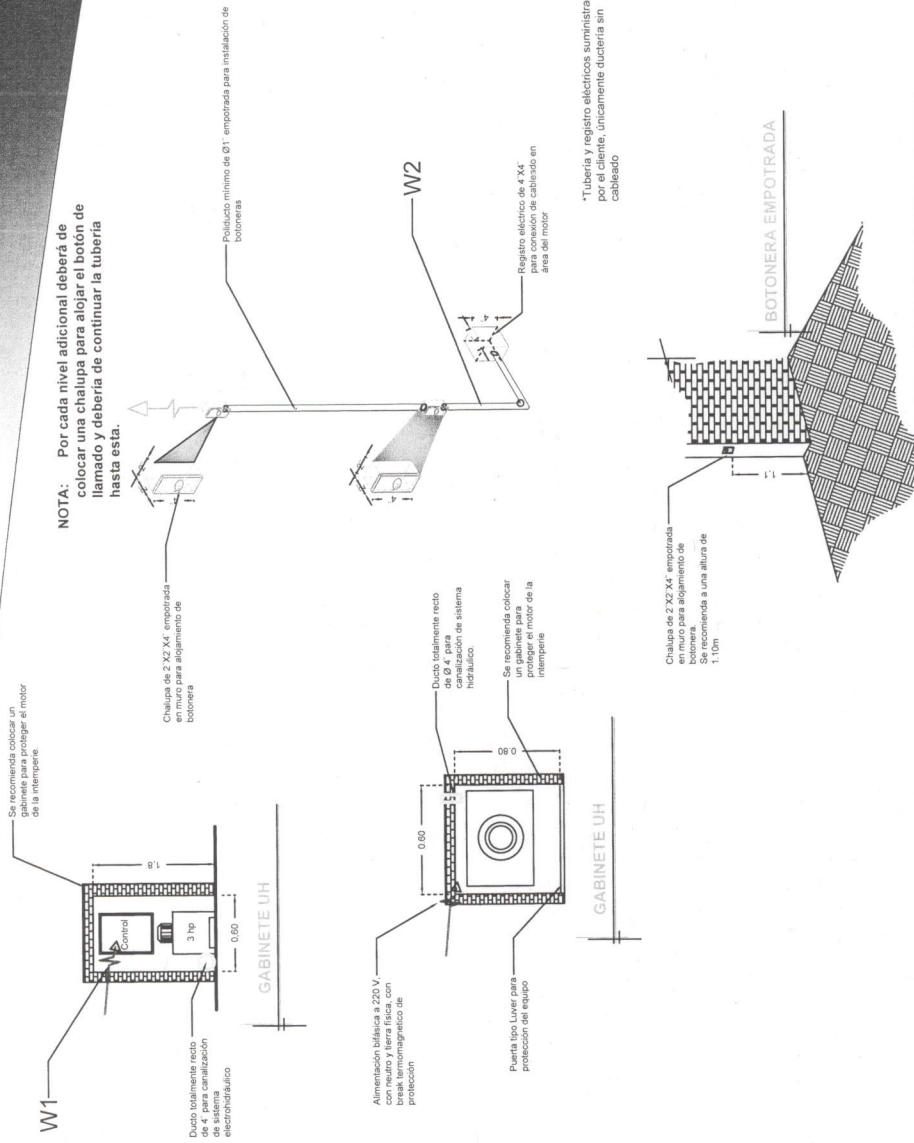 NOTA: Por cada nivel adicional deberá de
colocar una chalupa para alojar el botón de
llamado y debería de continuar la tubería
hasta esta.
Se recomienda colocar un
gabinete para proteger el motor
de la intemperie.
W1
Control
3 hp
1,8
0,60
Ducto totalmente recto
de 4¨ para canalización
de sistema
electrohidráulico
GABINETE UH
Chalupa de 2¨X2¨X4¨ empotrada
en muro para alojamiento de
botonera
2¨
2¨
4¨
Poliducto mínimo de Ø1¨ empotrada para instalación de
botoneras
W2
4¨
4¨
4¨
Registro eléctrico de 4¨X4¨
para conexión de cableado en
área del motor
*Tubería y registro eléctricos suministra
por el cliente, únicamente ductería sin
cableado
Alimentación bifásica a 220 V.
con neutro y tierra física, con
break termomagnetico de
protección
Ducto totalmente recto
de Ø 4¨ para
canalización de sistema
hidráulico.
0.60
0.80
Se recomienda colocar
un gabinete para
proteger el motor de la
intemperie
Puerta tipo Luver para
protección del equipo
GABINETE UH
Chalupa de 2¨X2¨X4¨ empotrada
en muro para alojamiento de
botonera.
Se recomienda a una altura de
1.10m
1,1
BOTONERA EMPOTRADA